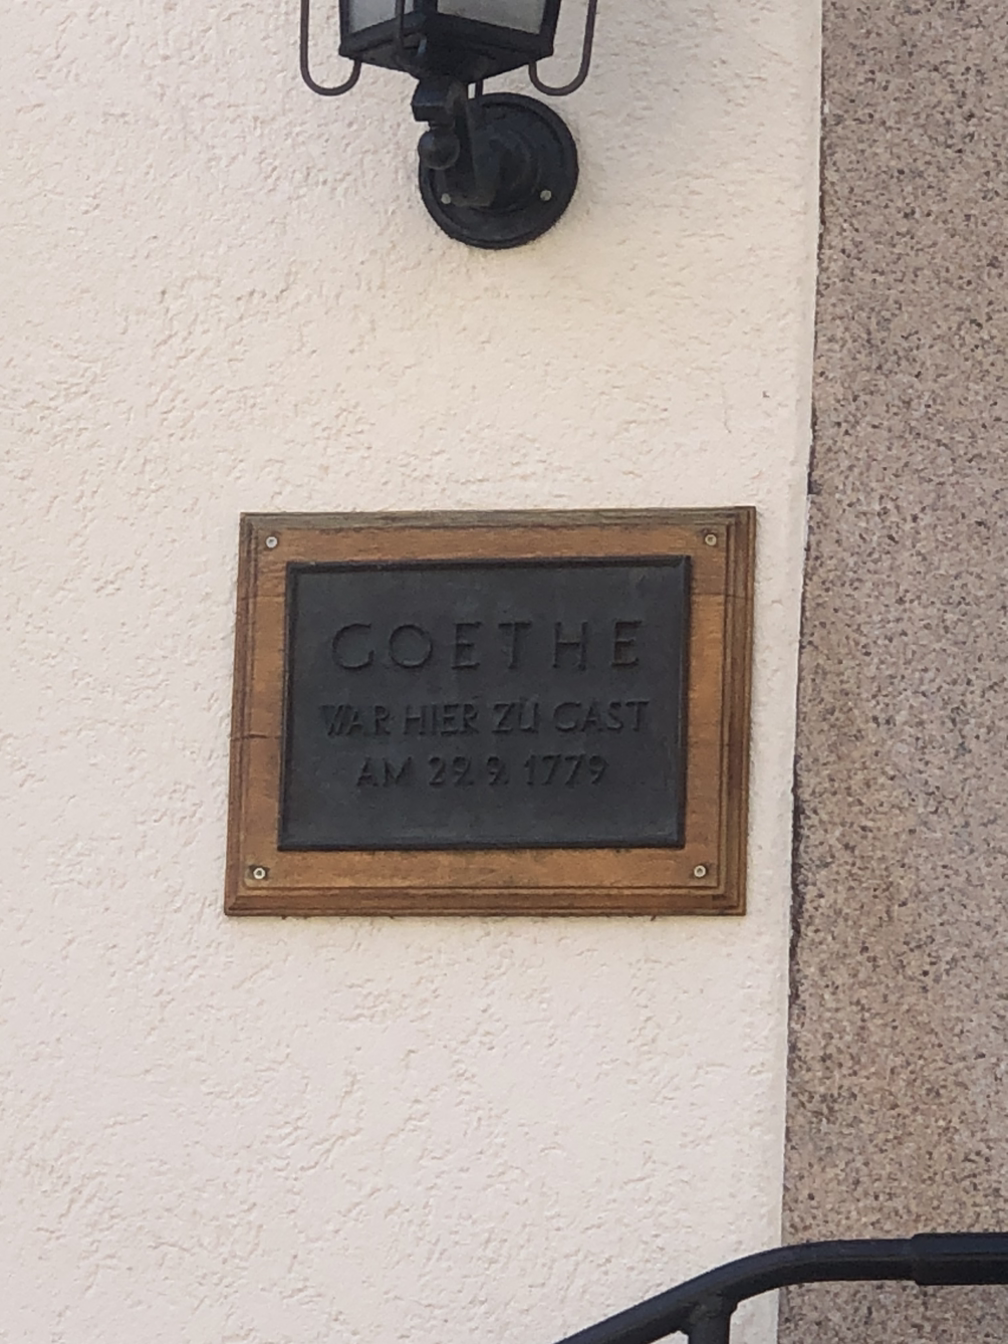 GOETHE
WAR HIER ZU GAST
AM 29. 9. 1779